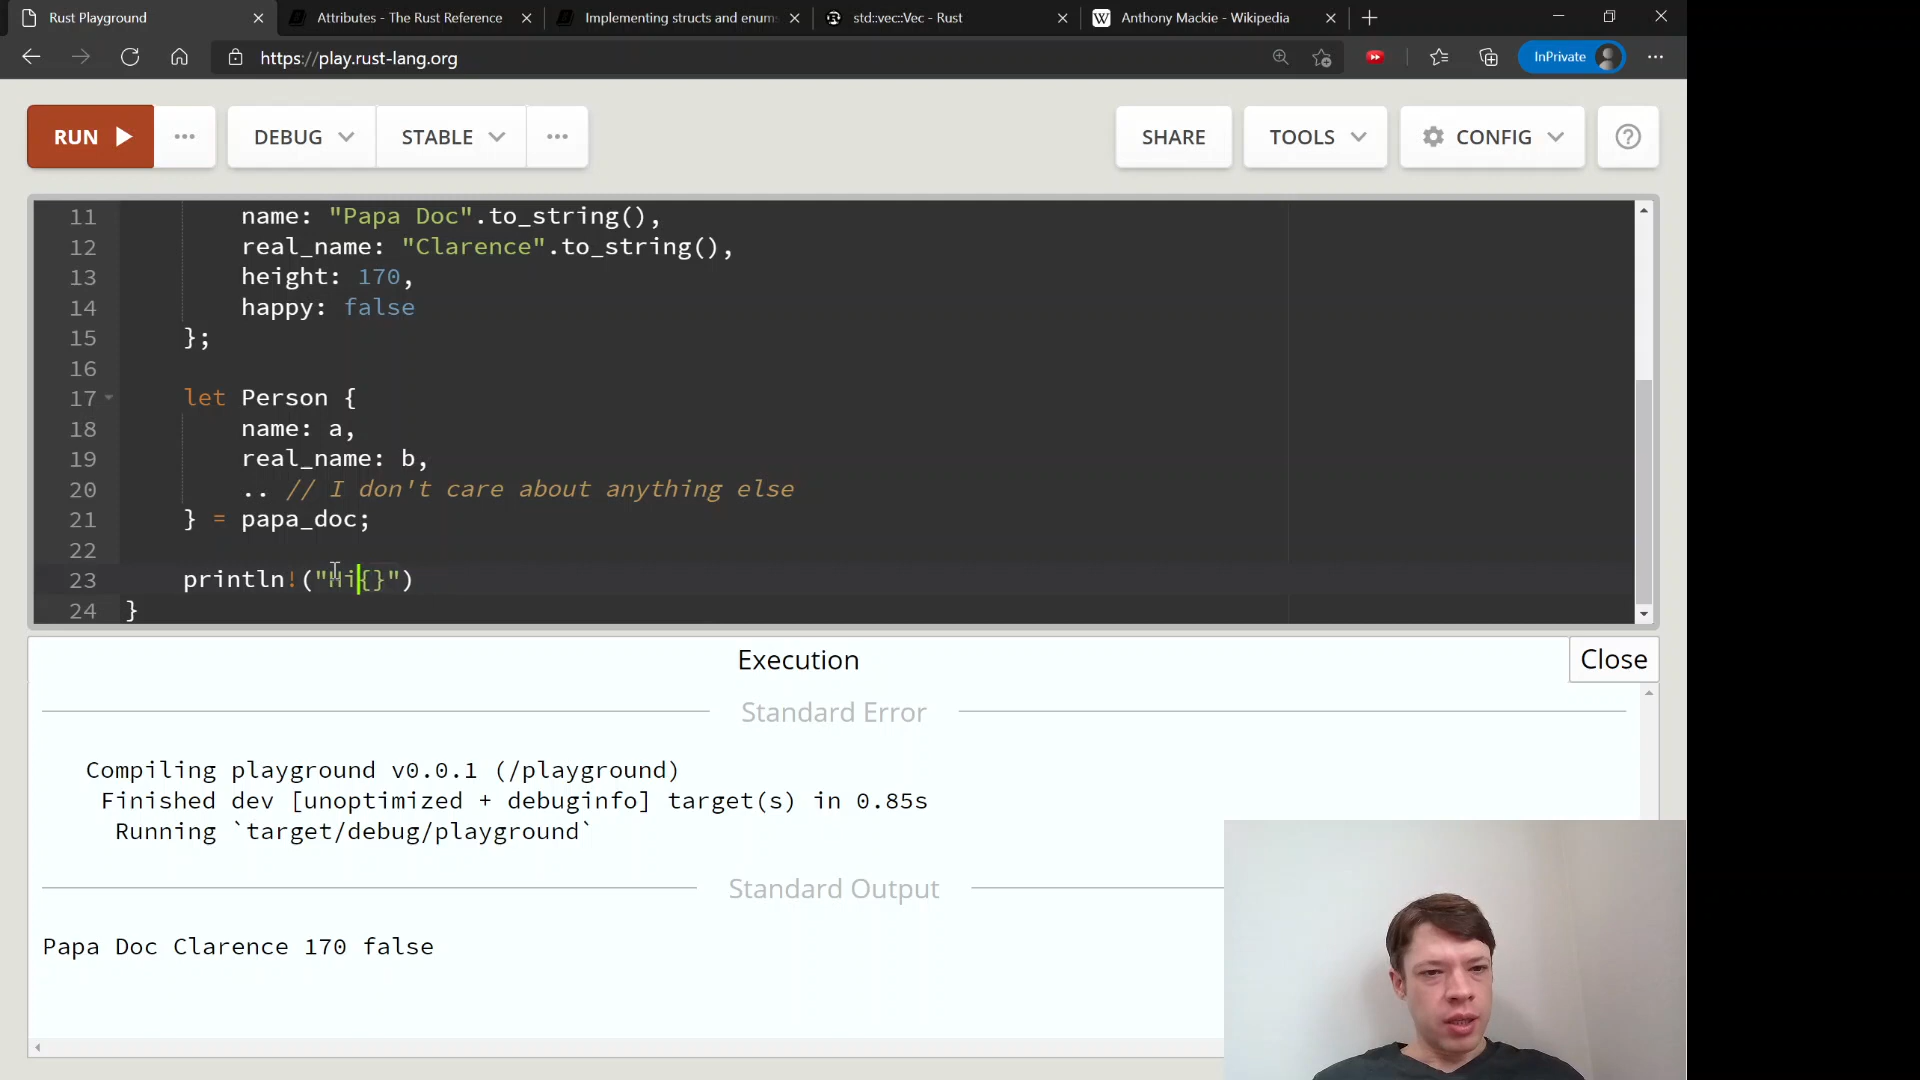 Rust Playground
Attributes - The Rust Reference
Implementing structs and enum
std::vec::Vec - Rust
Anthony Mackie - Wikipedia
https://play.rust-lang.org
InPrivate
RUN
DEBUG
STABLE
SHARE
TOOLS
CONFIG
11 name: "Papa Doc".to_string(),
12 real_name: "Clarence".to_string(),
13 height: 170,
14 happy: false
15 };
16
17 let Person {
18 name: a,
19 real_name: b,
20 .. // I don't care about anything else
21 } = papa_doc;
22
23 println!("Hi{}")
24 }
Execution
Close
Standard Error
Compiling playground v0.0.1 (/playground)
Finished dev [unoptimized + debuginfo] target(s) in 0.85s
Running `target/debug/playground`
Standard Output
Papa Doc Clarence 170 false